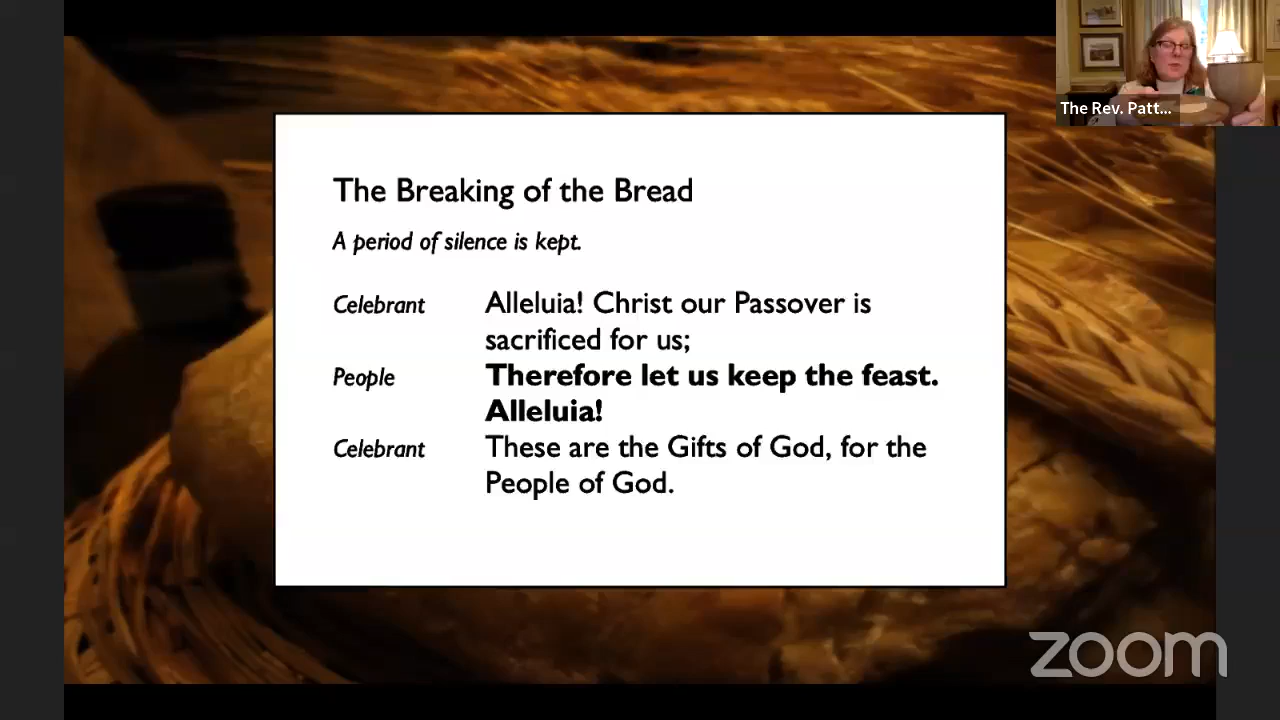 The Rev. Patt...
The Breaking of the Bread
A period of silence is kept.
Celebrant Alleluia! Christ our Passover is
sacrificed for us;
People Therefore let us keep the feast.
Alleluia!
Celebrant These are the Gifts of God, for the
People of God.
zoom